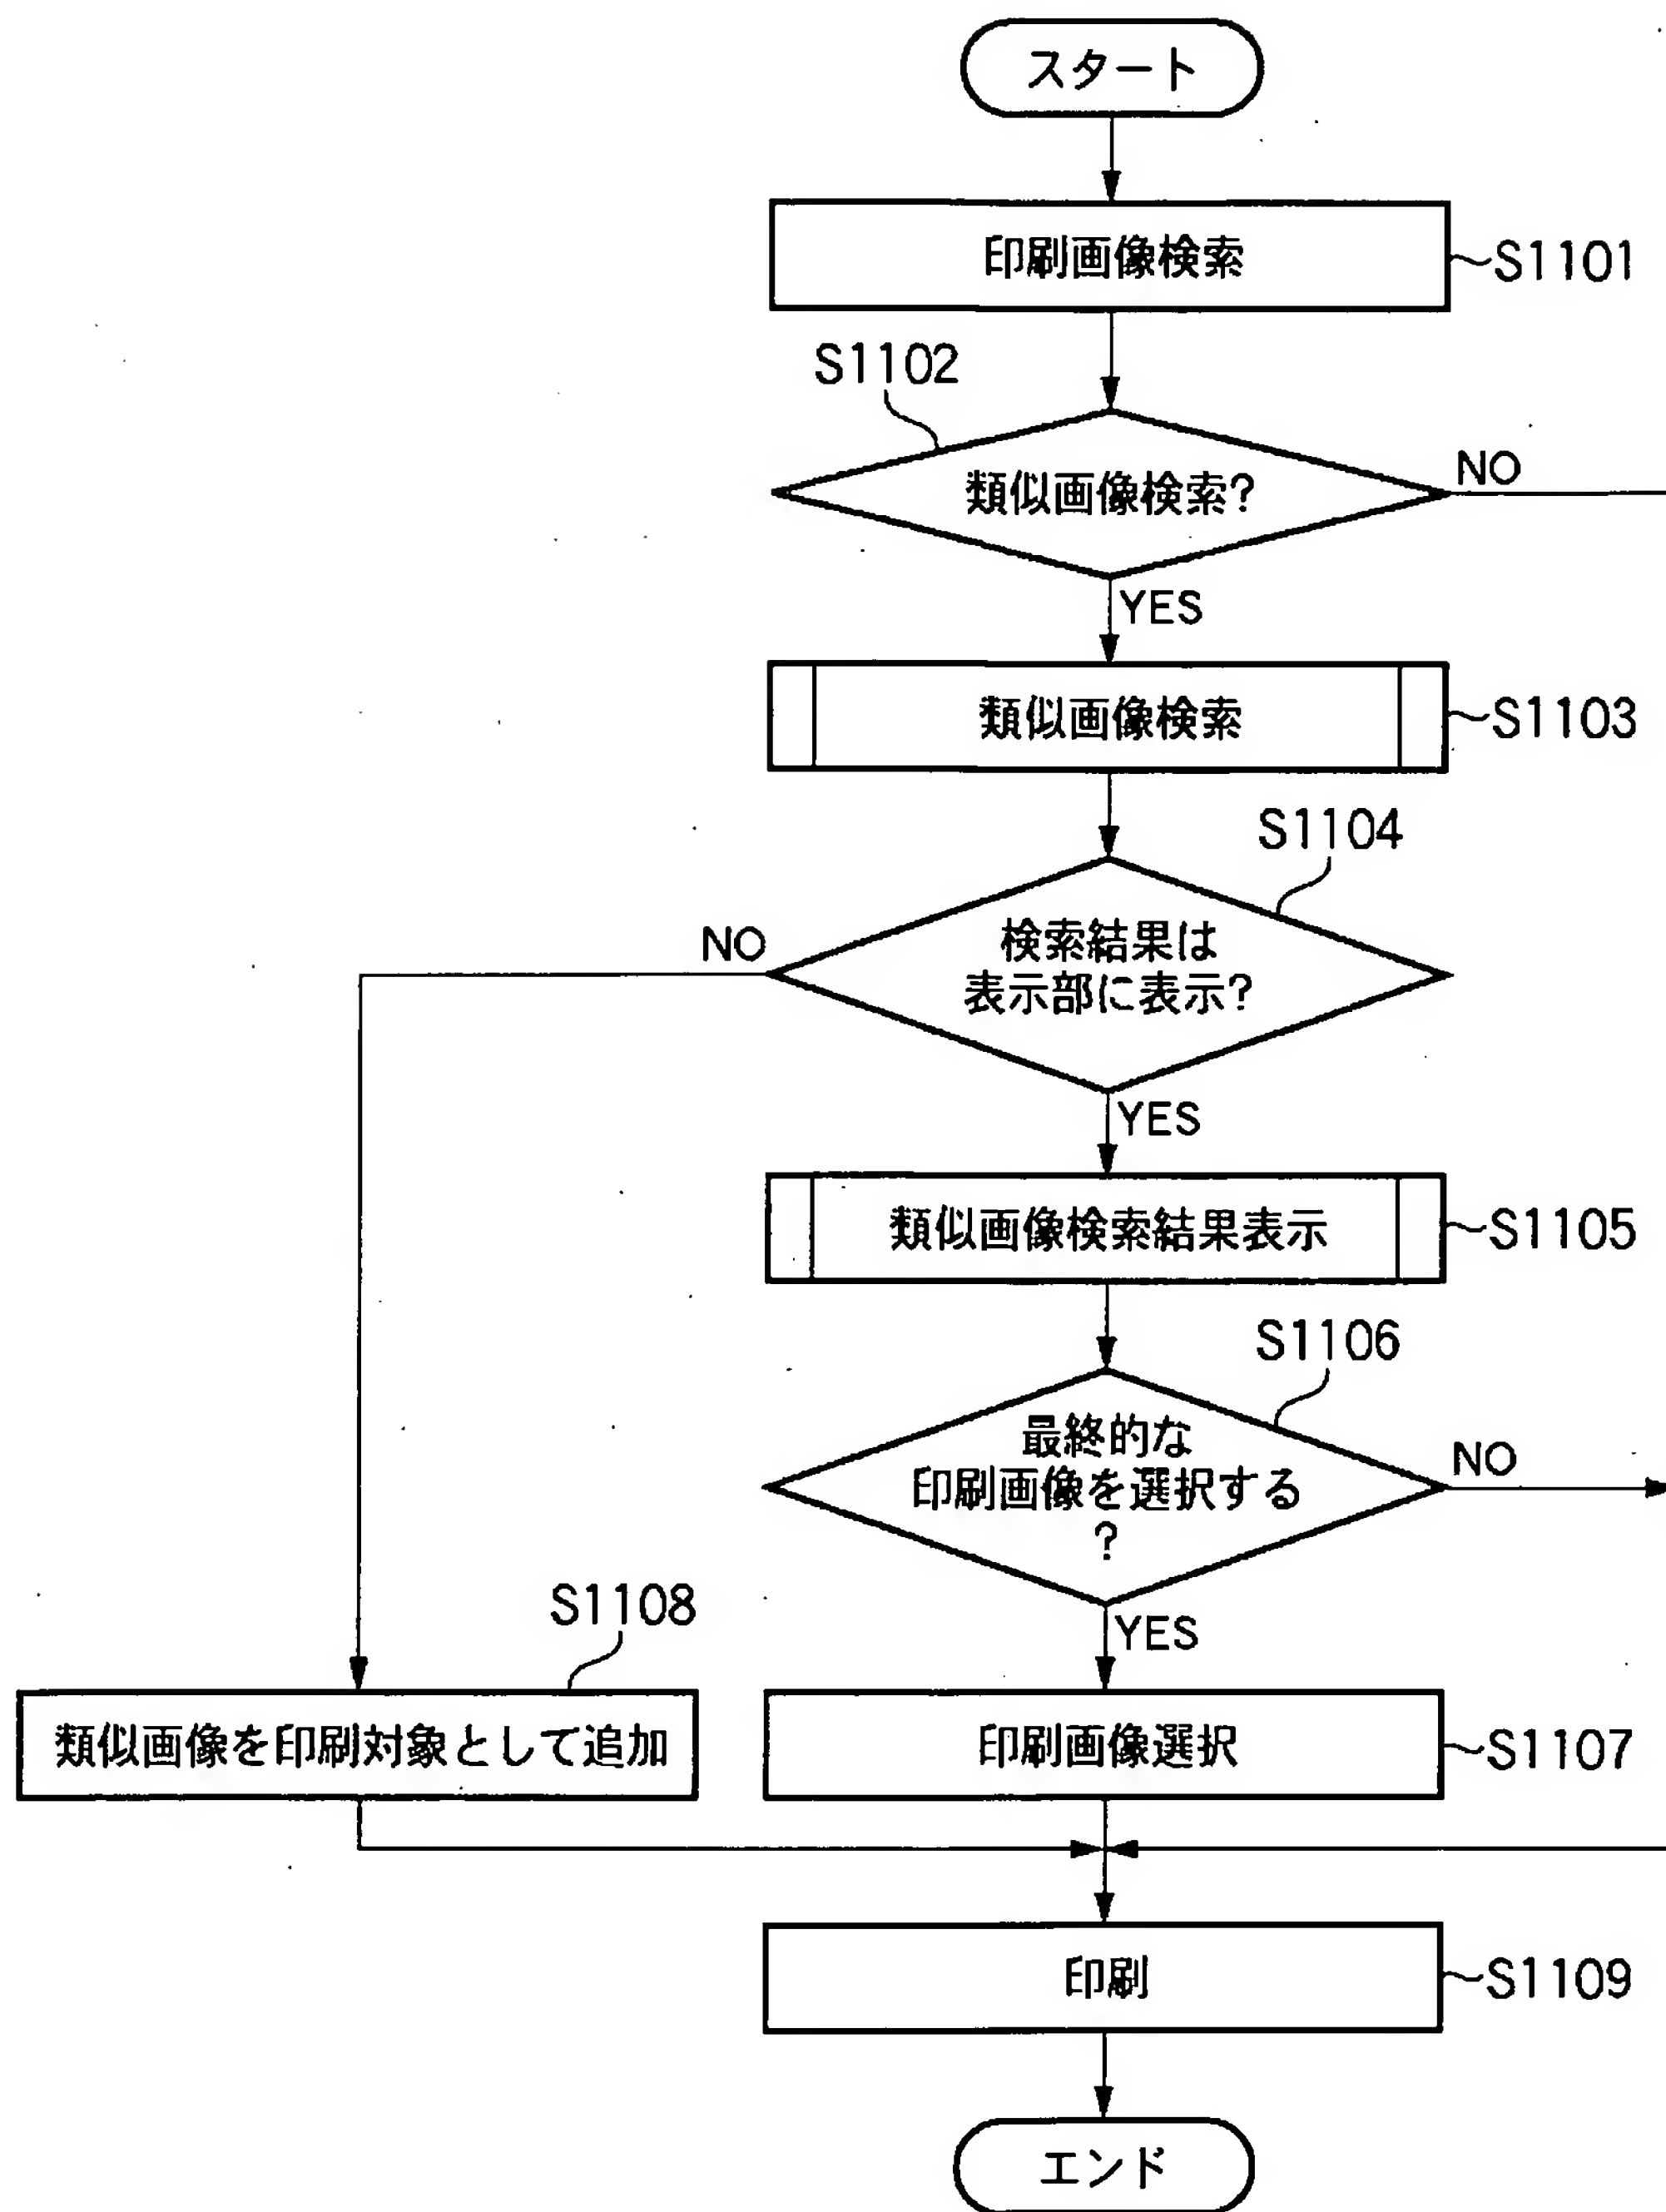 スタート
印刷画像検索
S1101
S1102
類似画像検索?
NO
YES
類似画像検索
S1103
S1104
NO
検索結果は
表示部に表示?
YES
類似画像検索結果表示
S1105
S1106
最終的な
印刷画像を選択する
?
NO
YES
S1108
類似画像を印刷対象として追加
印刷画像選択
S1107
印刷
S1109
エンド